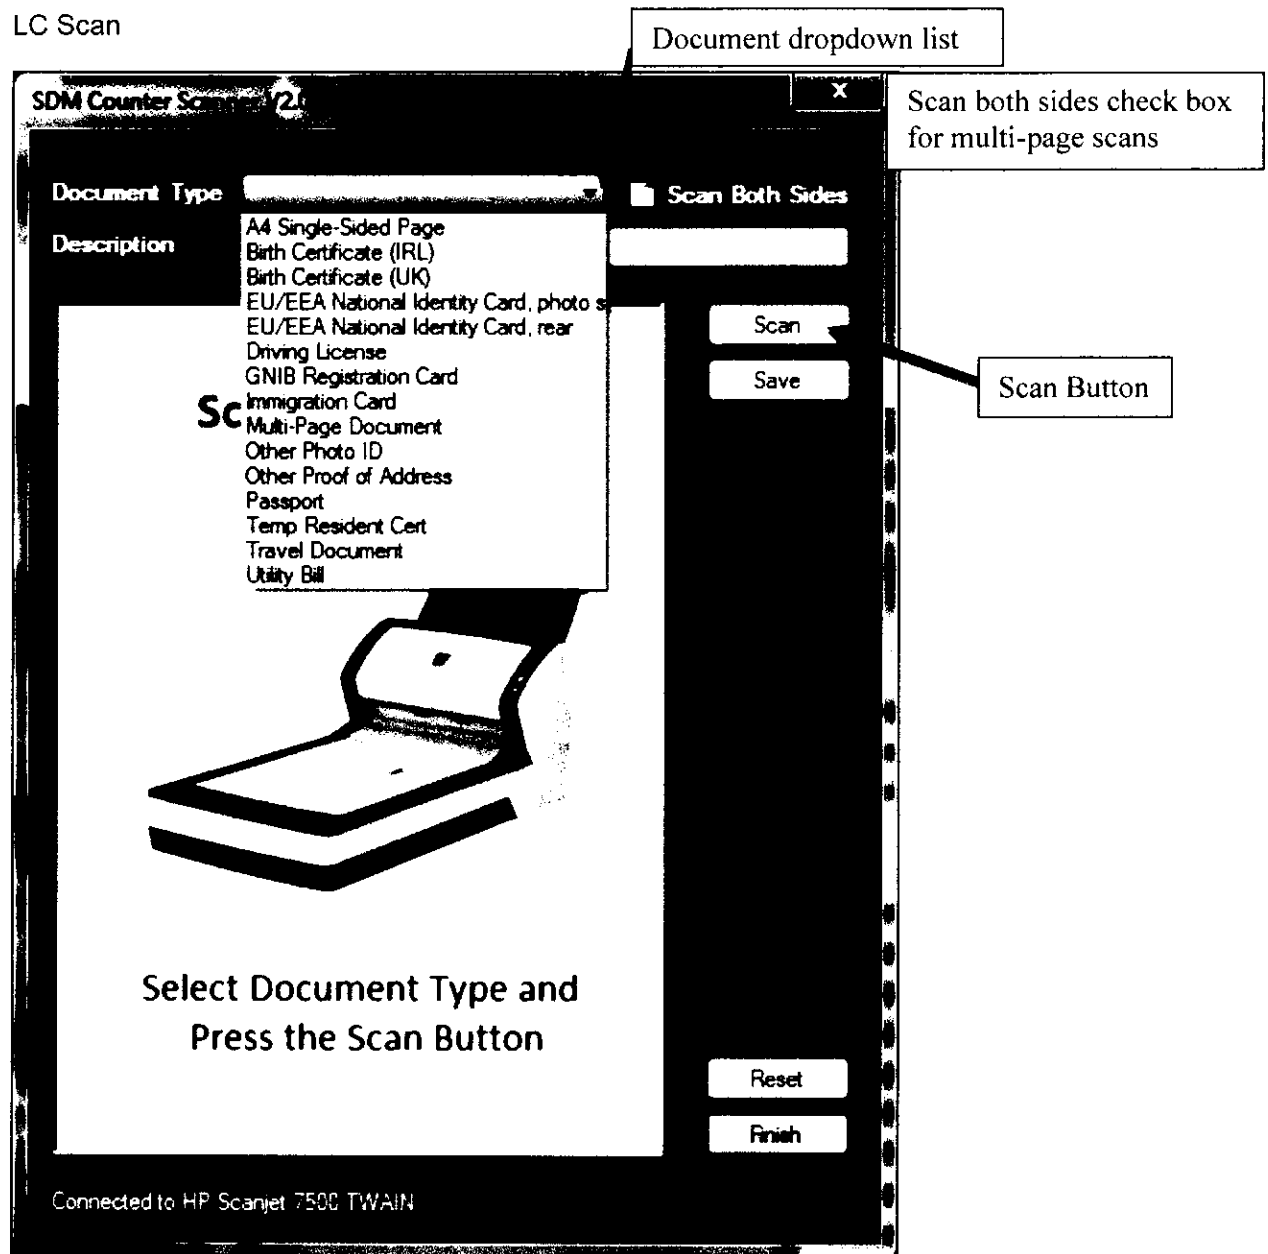 LC Scan
Document dropdown list
SDM Counter Scanner V2.0
X
Scan both sides check box
for multi-page scans
Document Type
Scan Both Sides
Description
A4 Single-Sided Page
Birth Certificate (IRL)
Birth Certificate (UK)
EU/EEA National Identity Card, photo s
EU/EEA National Identity Card, rear
Driving License
GNIB Registration Card
Immigration Card
Multi-Page Document
Other Photo ID
Other Proof of Address
Passport
Temp Resident Cert
Travel Document
Utility Bill
Sc
Scan
Save
Scan Button
Select Document Type and
Press the Scan Button
Reset
Finish
Connected to HP Scanjet 7500 TWAIN